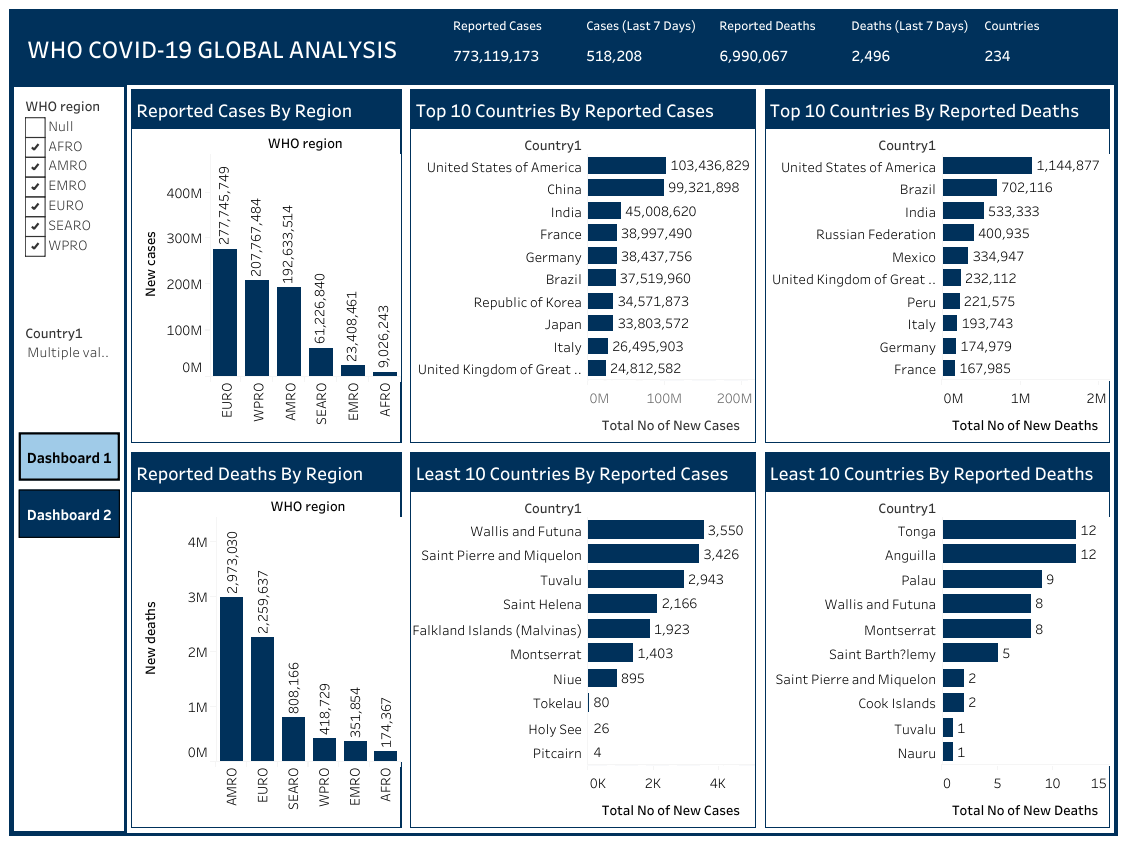 WHO COVID-19 GLOBAL ANALYSIS
Reported Cases
773,119,173
Cases (Last 7 Days)
518,208
Reported Deaths
6,990,067
Deaths (Last 7 Days)
2,496
Countries
234
WHO region
Null
AFRO
AMRO
EMRO
EURO
SEARO
WPRO
Country1
Multiple val..
Dashboard 1
Dashboard 2
Reported Cases By Region
WHO region
New cases
400M
300M
200M
100M
0M
277,745,749
207,767,484
192,633,514
61,226,840
23,408,461
9,026,243
EURO
WPRO
AMRO
SEARO
EMRO
AFRO
Top 10 Countries By Reported Cases
Country1
United States of America 103,436,829
China 99,321,898
India 45,008,620
France 38,997,490
Germany 38,437,756
Brazil 37,519,960
Republic of Korea 34,571,873
Japan 33,803,572
Italy 26,495,903
United Kingdom of Great .. 24,812,582
0M 100M 200M
Total No of New Cases
Top 10 Countries By Reported Deaths
Country1
United States of America 1,144,877
Brazil 702,116
India 533,333
Russian Federation 400,935
Mexico 334,947
United Kingdom of Great .. 232,112
Peru 221,575
Italy 193,743
Germany 174,979
France 167,985
0M 1M 2M
Total No of New Deaths
Reported Deaths By Region
WHO region
New deaths
4M
3M
2M
1M
0M
2,973,030
2,259,637
808,166
418,729
351,854
174,367
AMRO
EURO
SEARO
WPRO
EMRO
AFRO
Least 10 Countries By Reported Cases
Country1
Wallis and Futuna 3,550
Saint Pierre and Miquelon 3,426
Tuvalu 2,943
Saint Helena 2,166
Falkland Islands (Malvinas) 1,923
Montserrat 1,403
Niue 895
Tokelau 80
Holy See 26
Pitcairn 4
0K 2K 4K
Total No of New Cases
Least 10 Countries By Reported Deaths
Country1
Tonga 12
Anguilla 12
Palau 9
Wallis and Futuna 8
Montserrat 8
Saint Barth?lemy 5
Saint Pierre and Miquelon 2
Cook Islands 2
Tuvalu 1
Nauru 1
0 5 10 15
Total No of New Deaths